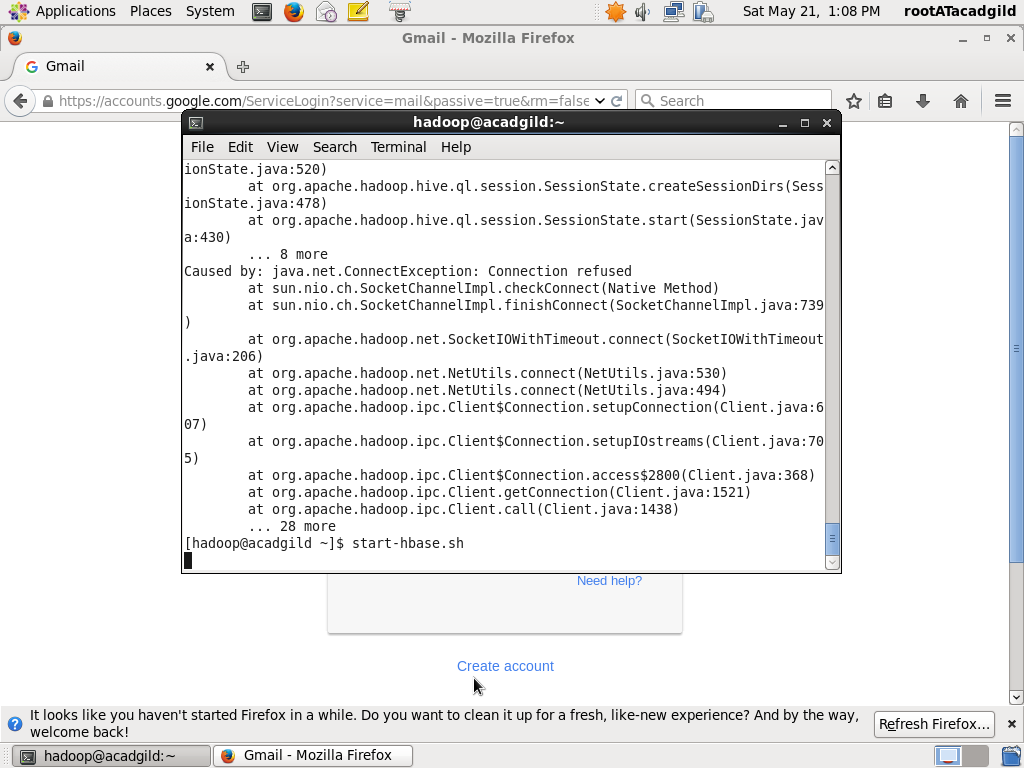 Applications Places System Sat May 21, 1:08 PM rootATacadgild
Gmail - Mozilla Firefox
Gmail
https://accounts.google.com/ServiceLogin?service=mail&passive=true&rm=false Search
hadoop@acadgild:~
File Edit View Search Terminal Help
ionState.java:520)
at org.apache.hadoop.hive.ql.session.SessionState.createSessionDirs(Sess
ionState.java:478)
at org.apache.hadoop.hive.ql.session.SessionState.start(SessionState.jav
a:430)
... 8 more
Caused by: java.net.ConnectException: Connection refused
at sun.nio.ch.SocketChannelImpl.checkConnect(Native Method)
at sun.nio.ch.SocketChannelImpl.finishConnect(SocketChannelImpl.java:739
)
at org.apache.hadoop.net.SocketIOWithTimeout.connect(SocketIOWithTimeout
.java:206)
at org.apache.hadoop.net.NetUtils.connect(NetUtils.java:530)
at org.apache.hadoop.net.NetUtils.connect(NetUtils.java:494)
at org.apache.hadoop.ipc.Client$Connection.setupConnection(Client.java:6
07)
at org.apache.hadoop.ipc.Client$Connection.setupIOstreams(Client.java:70
5)
at org.apache.hadoop.ipc.Client$Connection.access$2800(Client.java:368)
at org.apache.hadoop.ipc.Client.getConnection(Client.java:1521)
at org.apache.hadoop.ipc.Client.call(Client.java:1438)
... 28 more
[hadoop@acadgild ~]$ start-hbase.sh
Need help?
Create account
It looks like you haven't started Firefox in a while. Do you want to clean it up for a fresh, like-new experience? And by the way,
welcome back!
Refresh Firefox...
hadoop@acadgild:~ Gmail - Mozilla Firefox